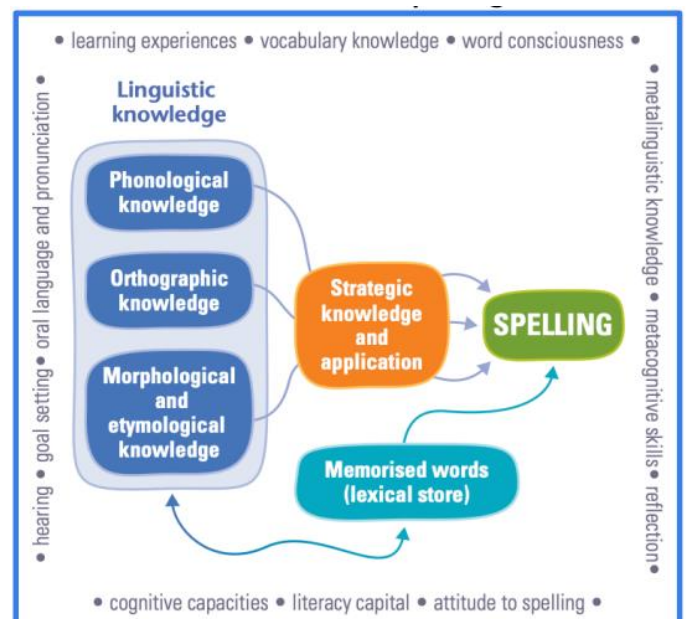 • learning experiences • vocabulary knowledge • word consciousness •
• hearing • goal setting • oral language and pronunciation •
Linguistic
knowledge
Phonological
knowledge
Orthographic
knowledge
Morphological
and
etymological
knowledge
Strategic
knowledge
and
application
SPELLING
Memorised words
(lexical store)
• metalinguistic knowledge • metacognitive skills • reflection •
• cognitive capacities • literacy capital • attitude to spelling •